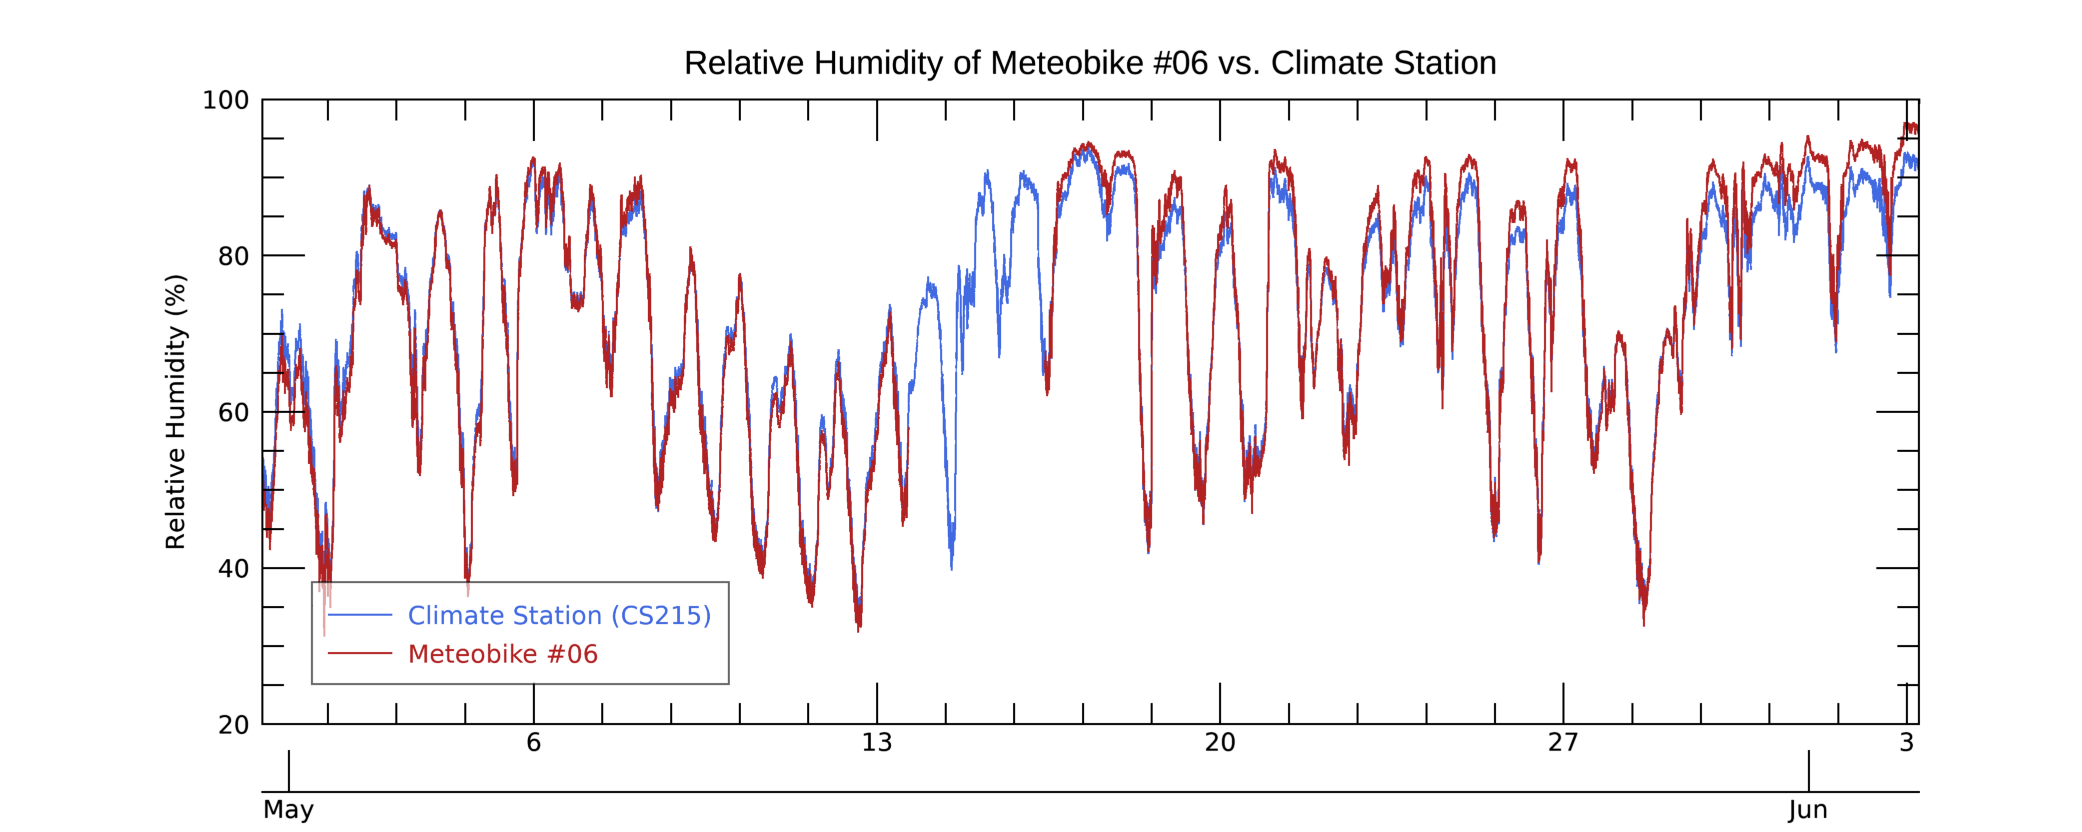 Relative Humidity of Meteobike #06 vs. Climate Station
Relative Humidity (%)
100
80
60
40
20
Climate Station (CS215)
Meteobike #06
6 13 20 27 3
May Jun